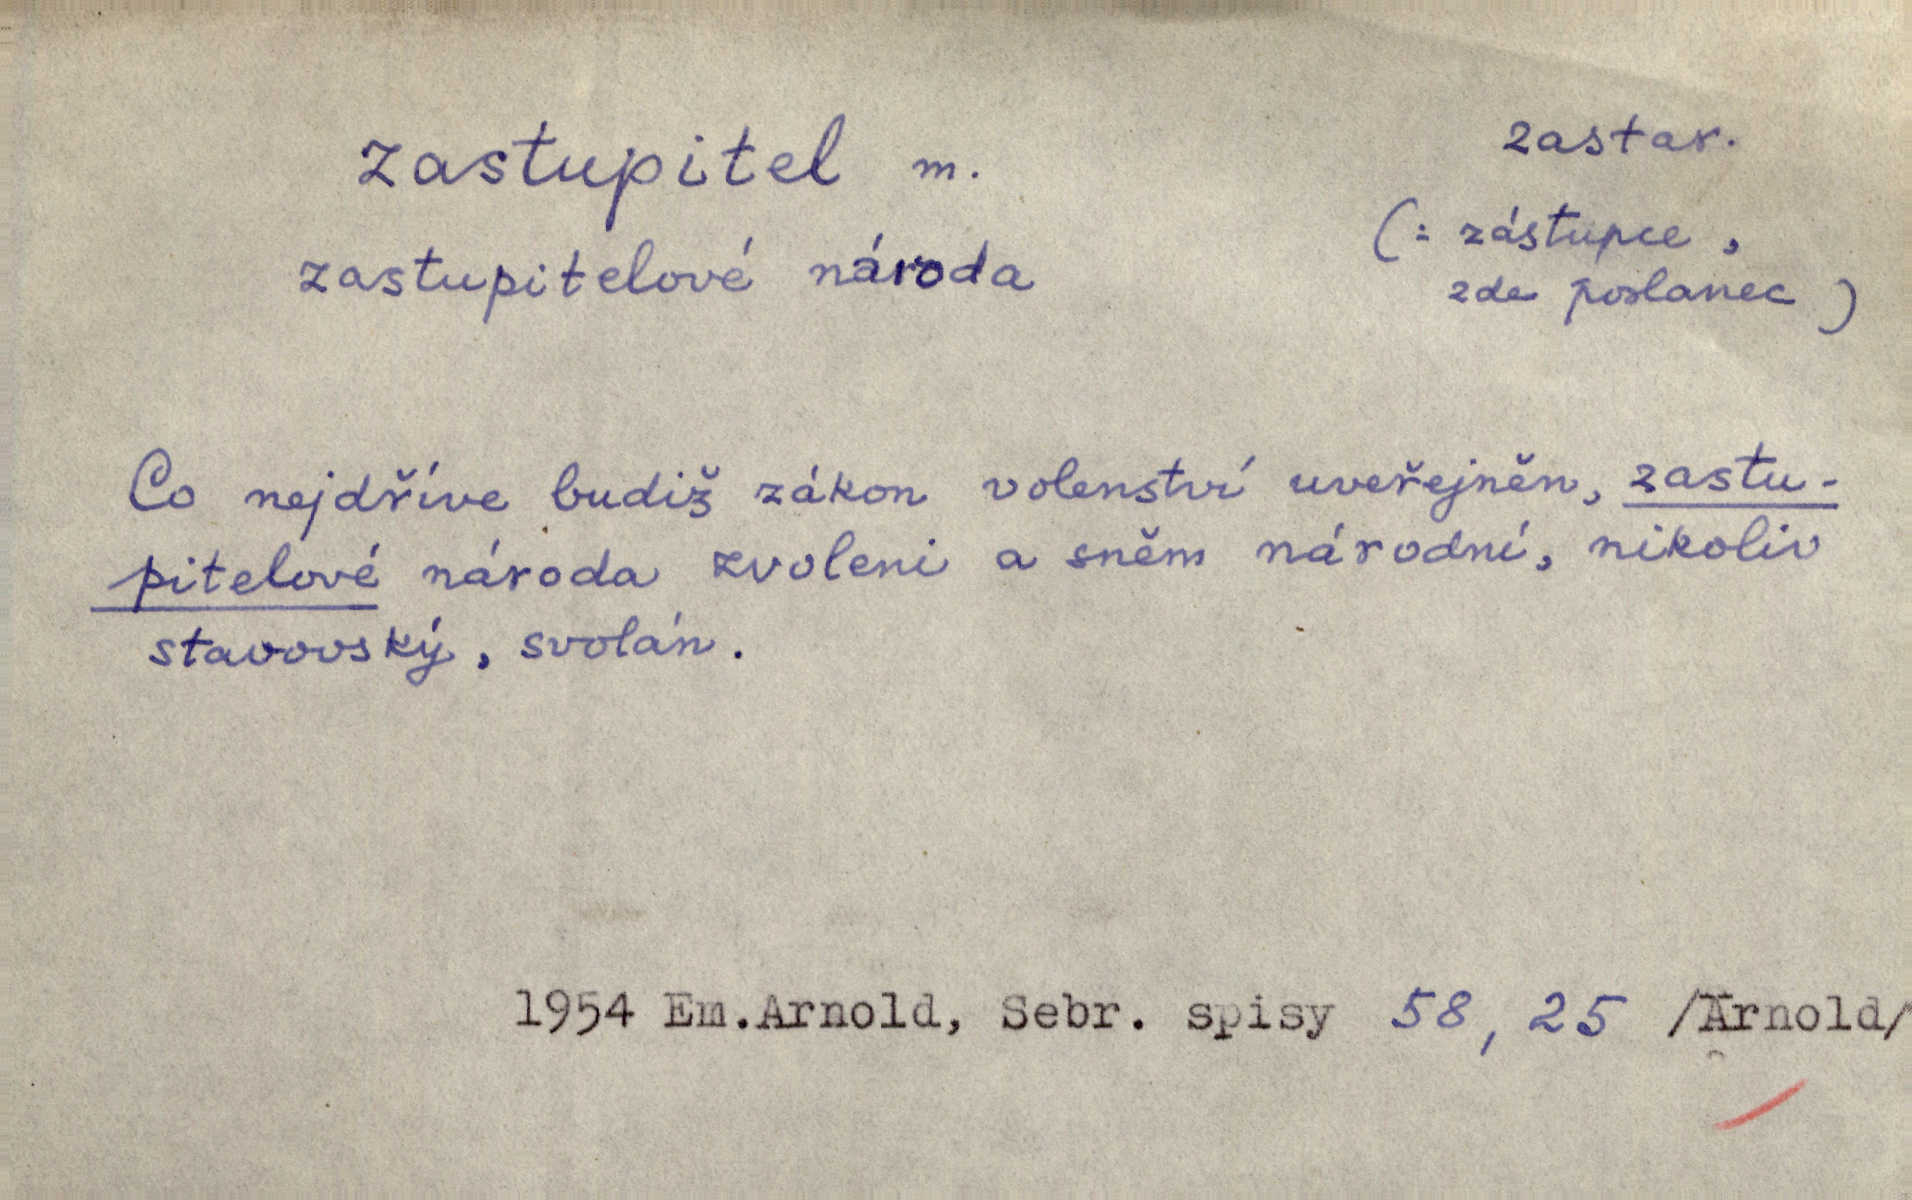 zastupitel m.
zastar.
zastupitelové národa
(= zástupce,
zde poslanec)
Co nejdříve budiž zákon volenství uveřejněn, zastu-
pitelové národa zvoleni a sněm národní, nikoliv
stavovský, svolán.
1954 Em.Arnold, Sebr. spisy 58, 25 /Arnold/